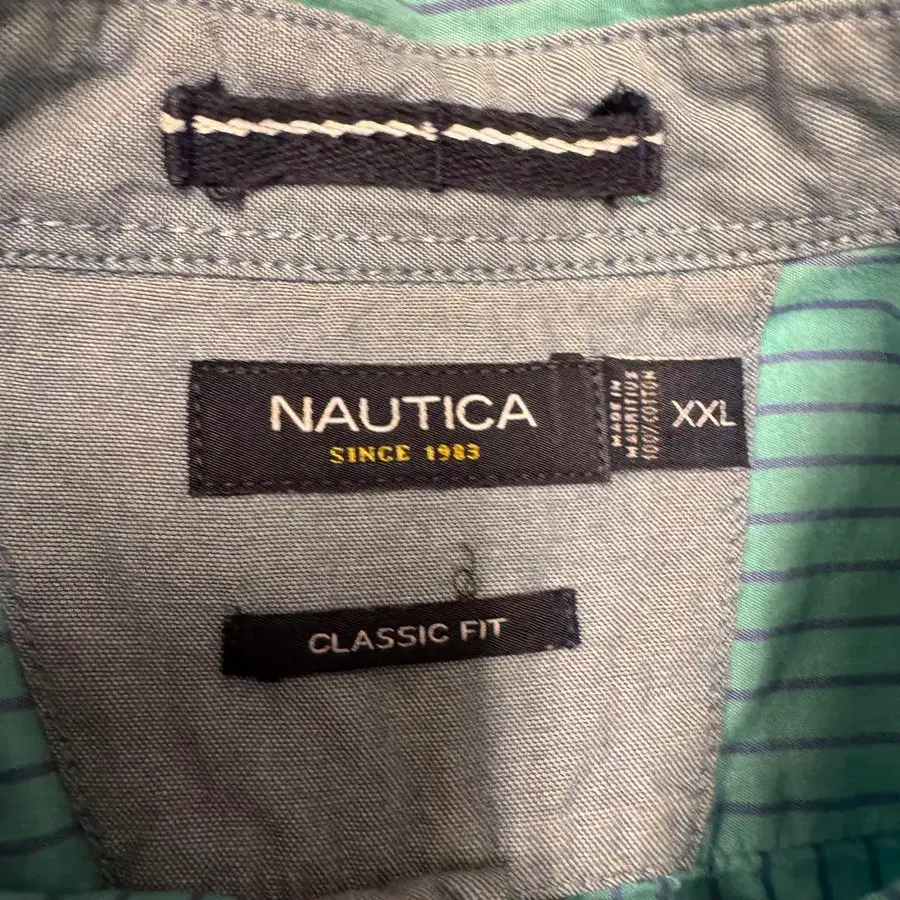 NAUTICA
SINCE 1983
MADE IN
MAURITIUS
100%COTTON
XXL
CLASSIC FIT